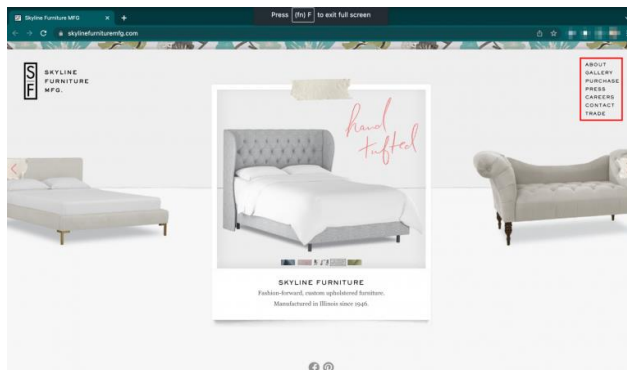 Skyline Furniture MFG
Press (fn) F to exit full screen
skylinefurnituremfg.com
S
F
SKYLINE
FURNITURE
MFG.
hand
tufted
ABOUT
GALLERY
PURCHASE
PRESS
CAREERS
CONTACT
TRADE
SKYLINE FURNITURE
Fashion-forward, custom upholstered furniture.
Manufactured in Illinois since 1946.